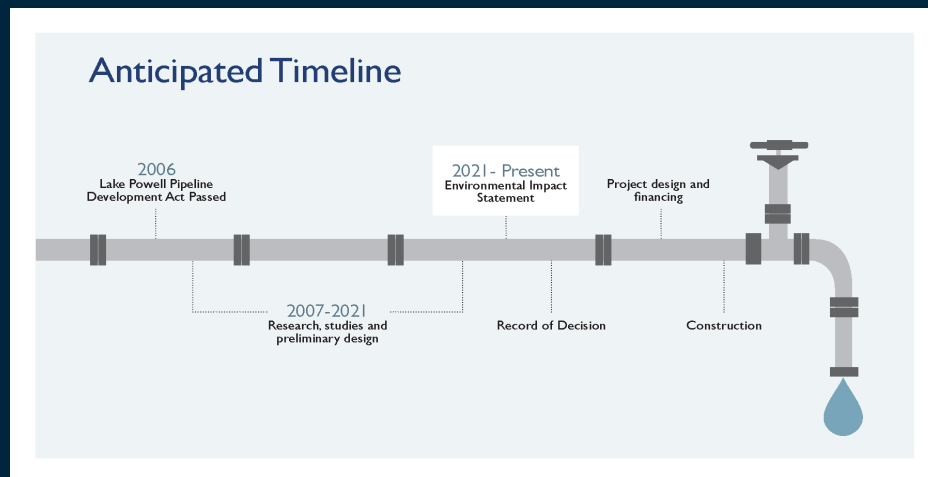 Anticipated Timeline
2006
Lake Powell Pipeline
Development Act Passed
2021- Present
Environmental Impact
Statement
Project design and
financing
2007-2021
Research, studies and
preliminary design
Record of Decision
Construction